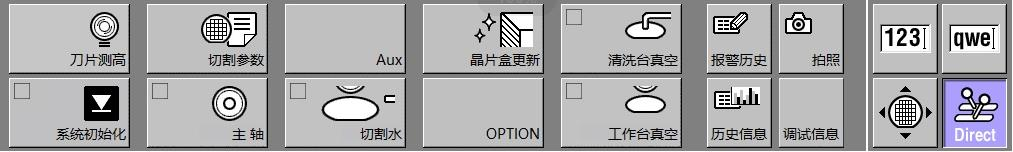 刀片测高
切割参数
Aux
晶片盒更新
清洗台真空
报警历史
拍照
123
qwe
系统初始化
主 轴
切割水
OPTION
工作台真空
历史信息
调试信息
Direct